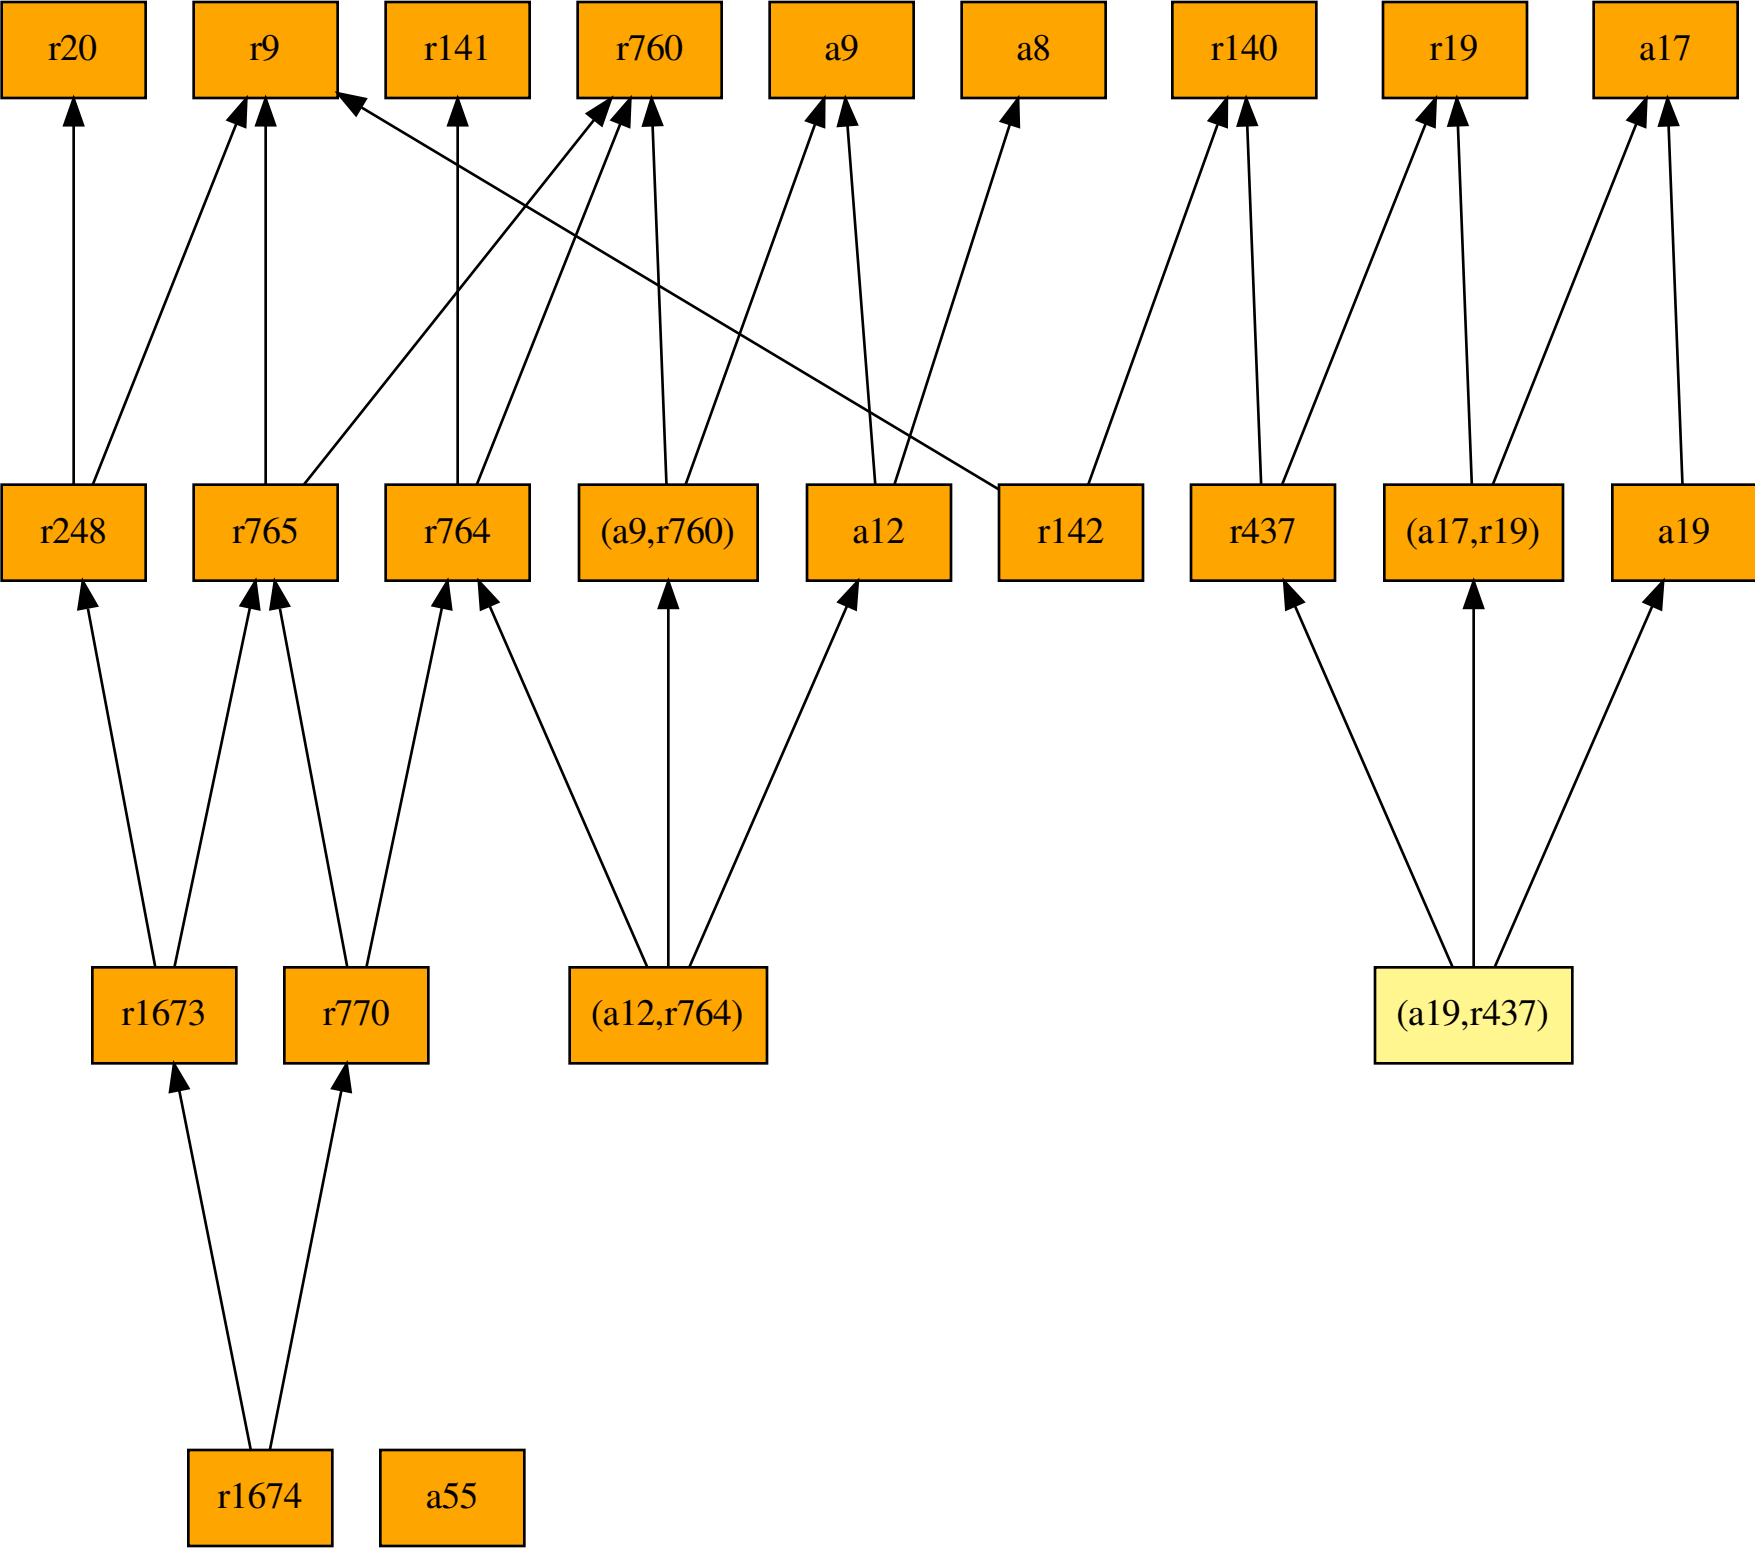 r20
r9
r141
r760
a9
a8
r140
r19
a17
r248
r765
r764
(a9,r760)
a12
r142
r437
(a17,r19)
a19
r1673
r770
(a12,r764)
(a19,r437)
r1674
a55